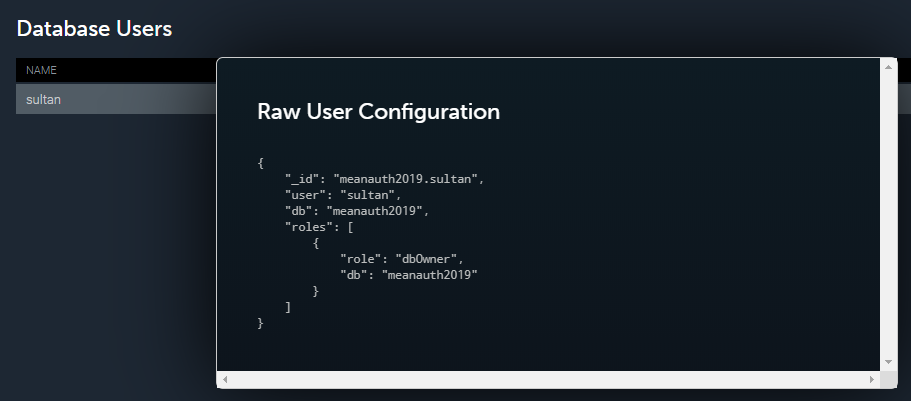 Database Users
NAME
sultan
Raw User Configuration
{
    "_id": "meanauth2019.sultan",
    "user": "sultan",
    "db": "meanauth2019",
    "roles": [
        {
            "role": "dbOwner",
            "db": "meanauth2019"
        }
    ]
}